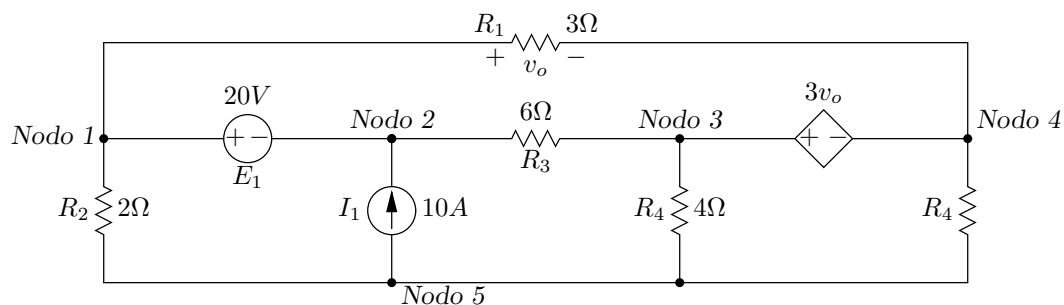 R1 3Ω
+ vo −
20V
3vo
Nodo 1
+ −
Nodo 2
6Ω
Nodo 3
+ −
Nodo 4
E1
R3
R2 2Ω
I1 10A
R4 4Ω
R4
Nodo 5